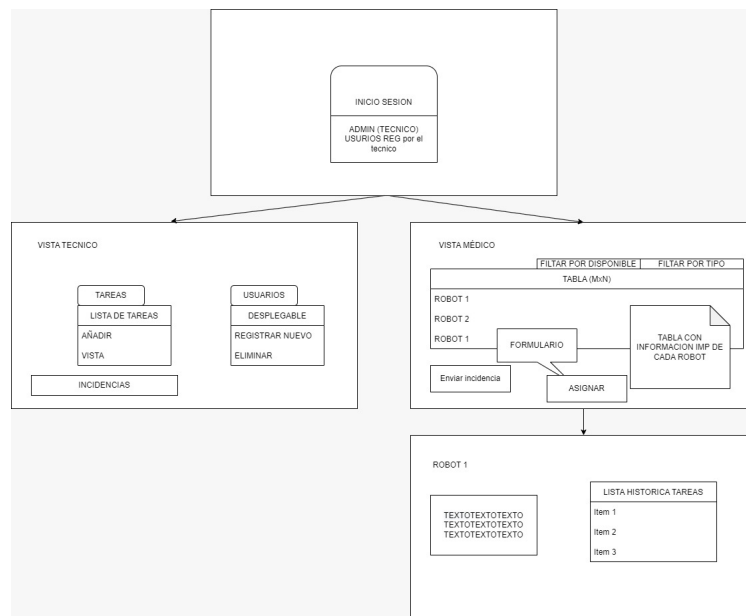 INICIO SESION
ADMIN (TECNICO)
USURIOS REG por el
tecnico
VISTA TECNICO
TAREAS
LISTA DE TAREAS
AÑADIR
VISTA
USUARIOS
DESPLEGABLE
REGISTRAR NUEVO
ELIMINAR
INCIDENCIAS
VISTA MÉDICO
FILTAR POR DISPONIBLE
FILTAR POR TIPO
TABLA (MxN)
ROBOT 1
ROBOT 2
ROBOT 1
FORMULARIO
TABLA CON
INFORMACION IMP DE
CADA ROBOT
Enviar incidencia
ASIGNAR
ROBOT 1
TEXTOTEXTOTEXTO
TEXTOTEXTOTEXTO
TEXTOTEXTOTEXTO
LISTA HISTORICA TAREAS
Item 1
Item 2
Item 3